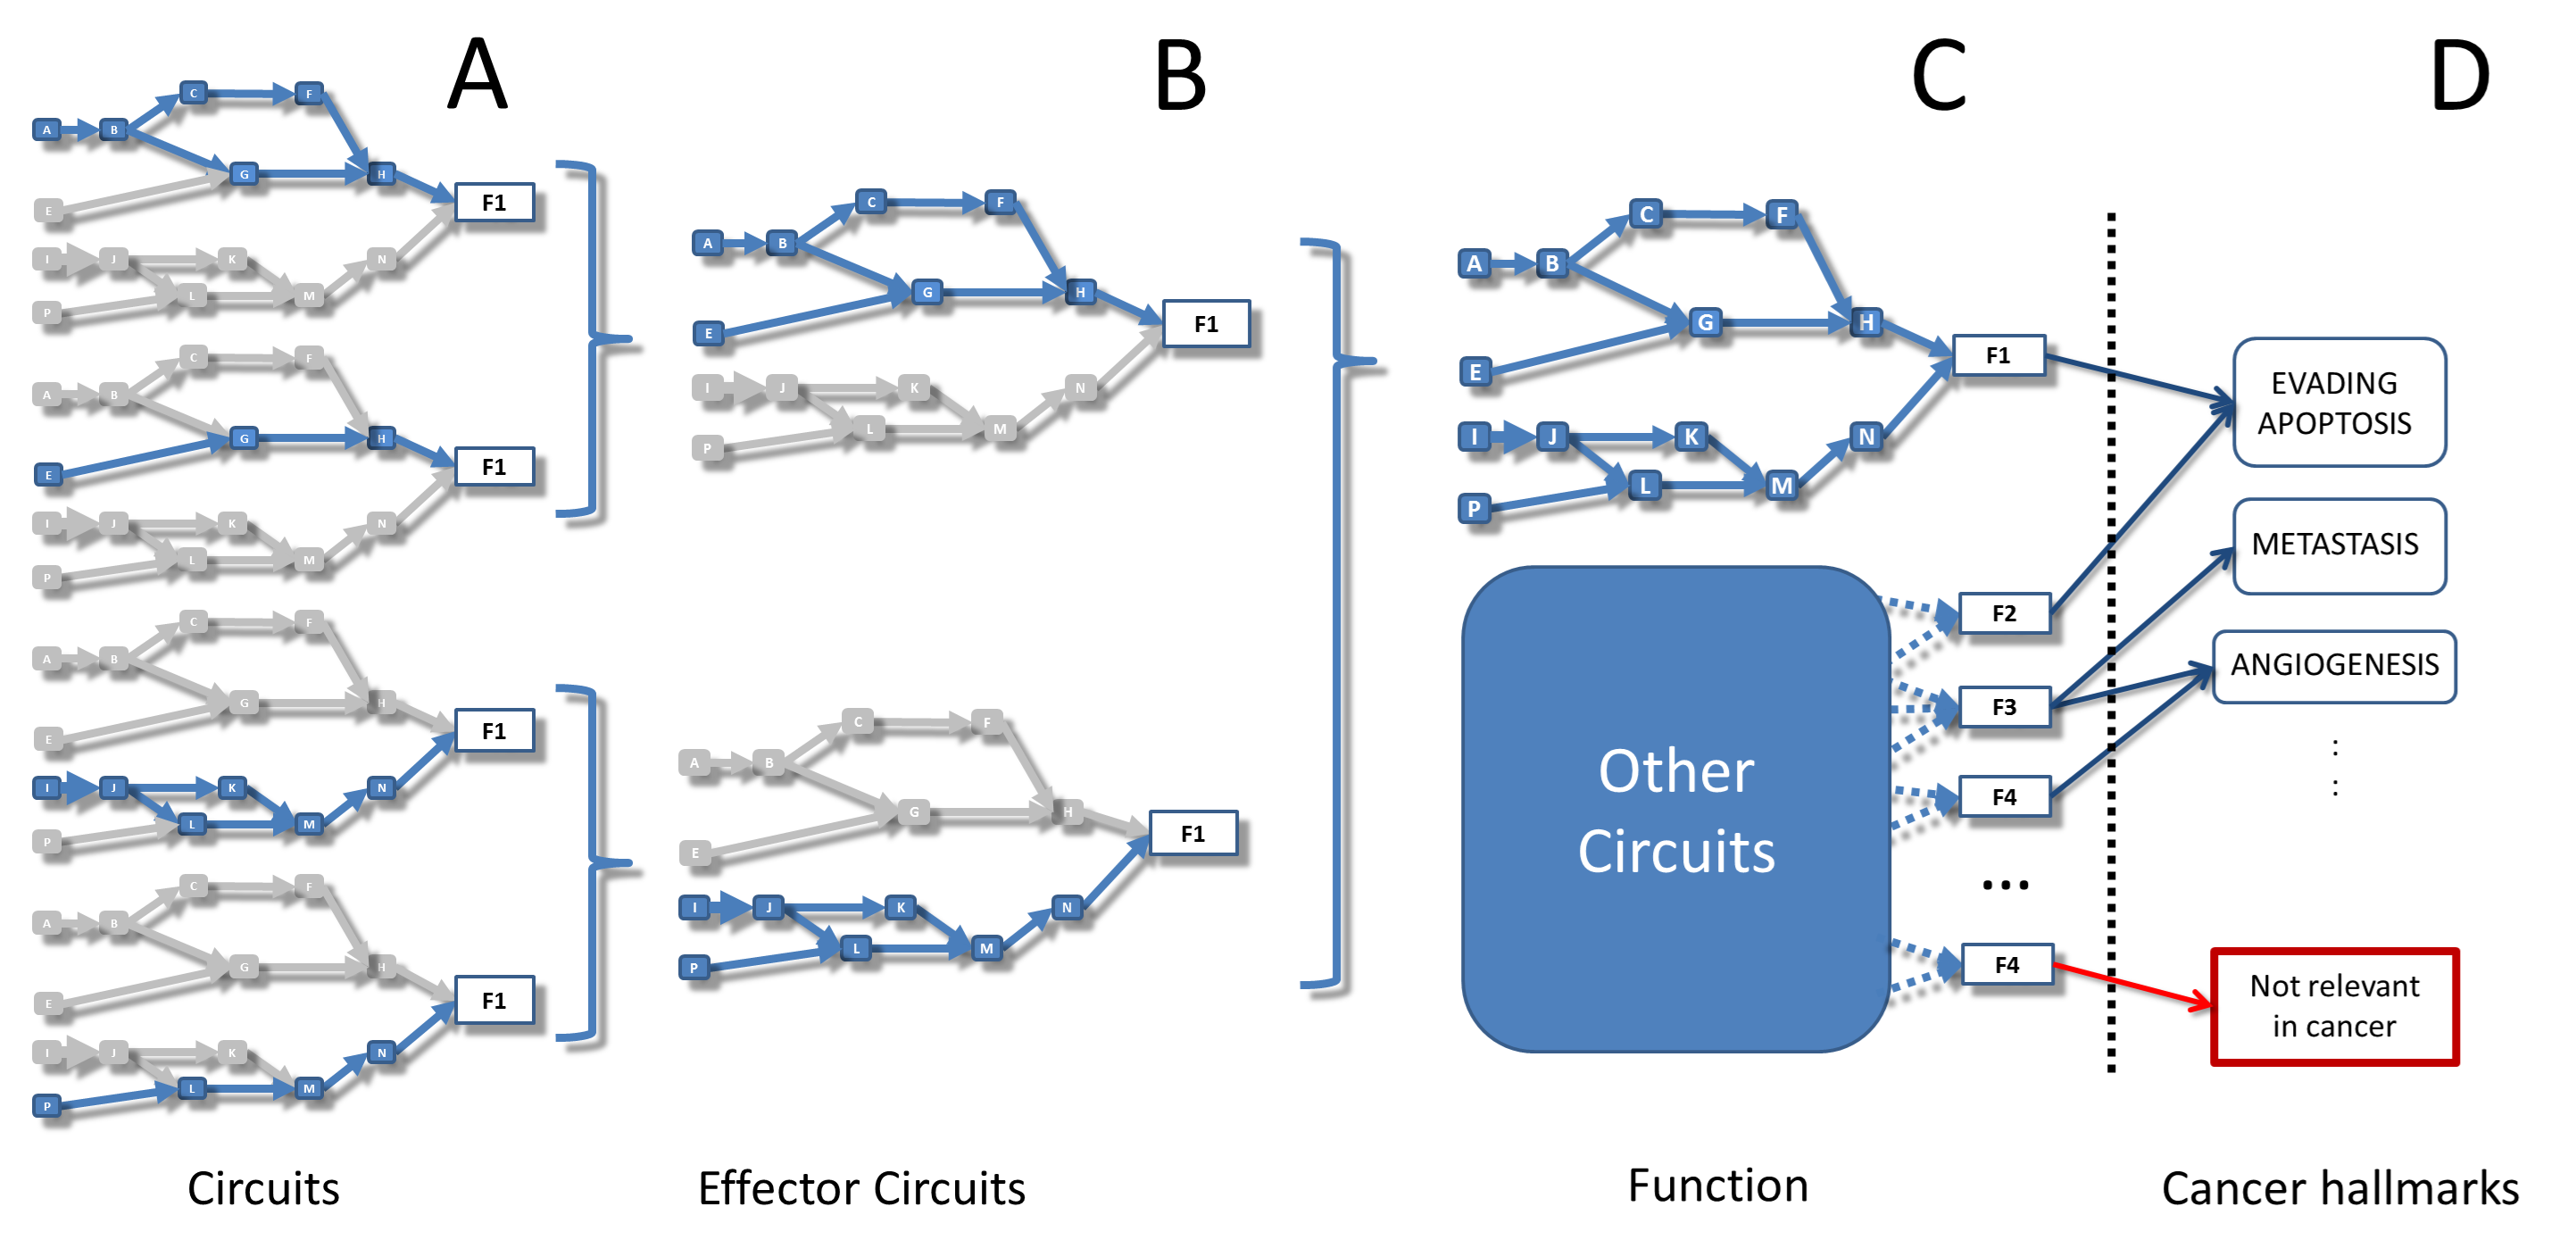 A
B
C
D
C F
A B
G H
E
F1
I J K N
L M
P
C F
A B
G H
E
F1
I J K N
L M
P
C F
A B
G H
E
F1
I J K N
L M
P
C F
A B
G H
E
F1
I J K N
L M
P
Circuits
C F
A B
G H
E
F1
I J K N
L M
P
C F
A B
G H
E
F1
I J K N
L M
P
Effector Circuits
C F
A B
G H
E
F1
I J K N
L M
P
Other
Circuits
F2
F3
F4
...
F4
Function
EVADING
APOPTOSIS
METASTASIS
ANGIOGENESIS
:
:
Not relevant
in cancer
Cancer hallmarks